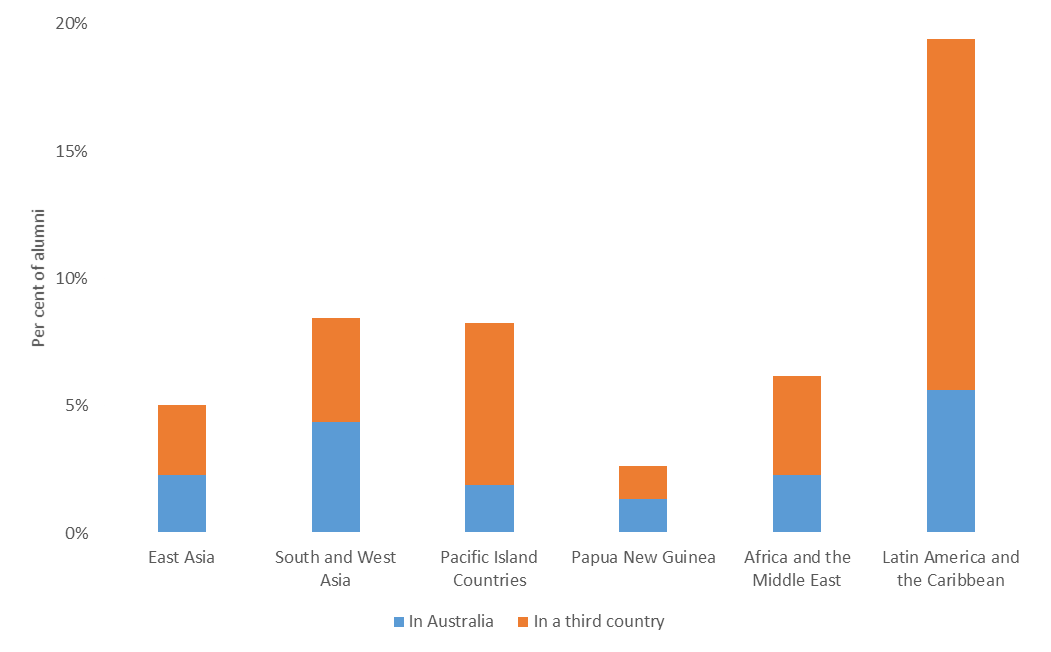 20%
15%
10%
5%
0%
Per cent of alumni
East Asia
South and West
Asia
Pacific Island
Countries
Papua New Guinea
Africa and the
Middle East
Latin America and
the Caribbean
In Australia
In a third country